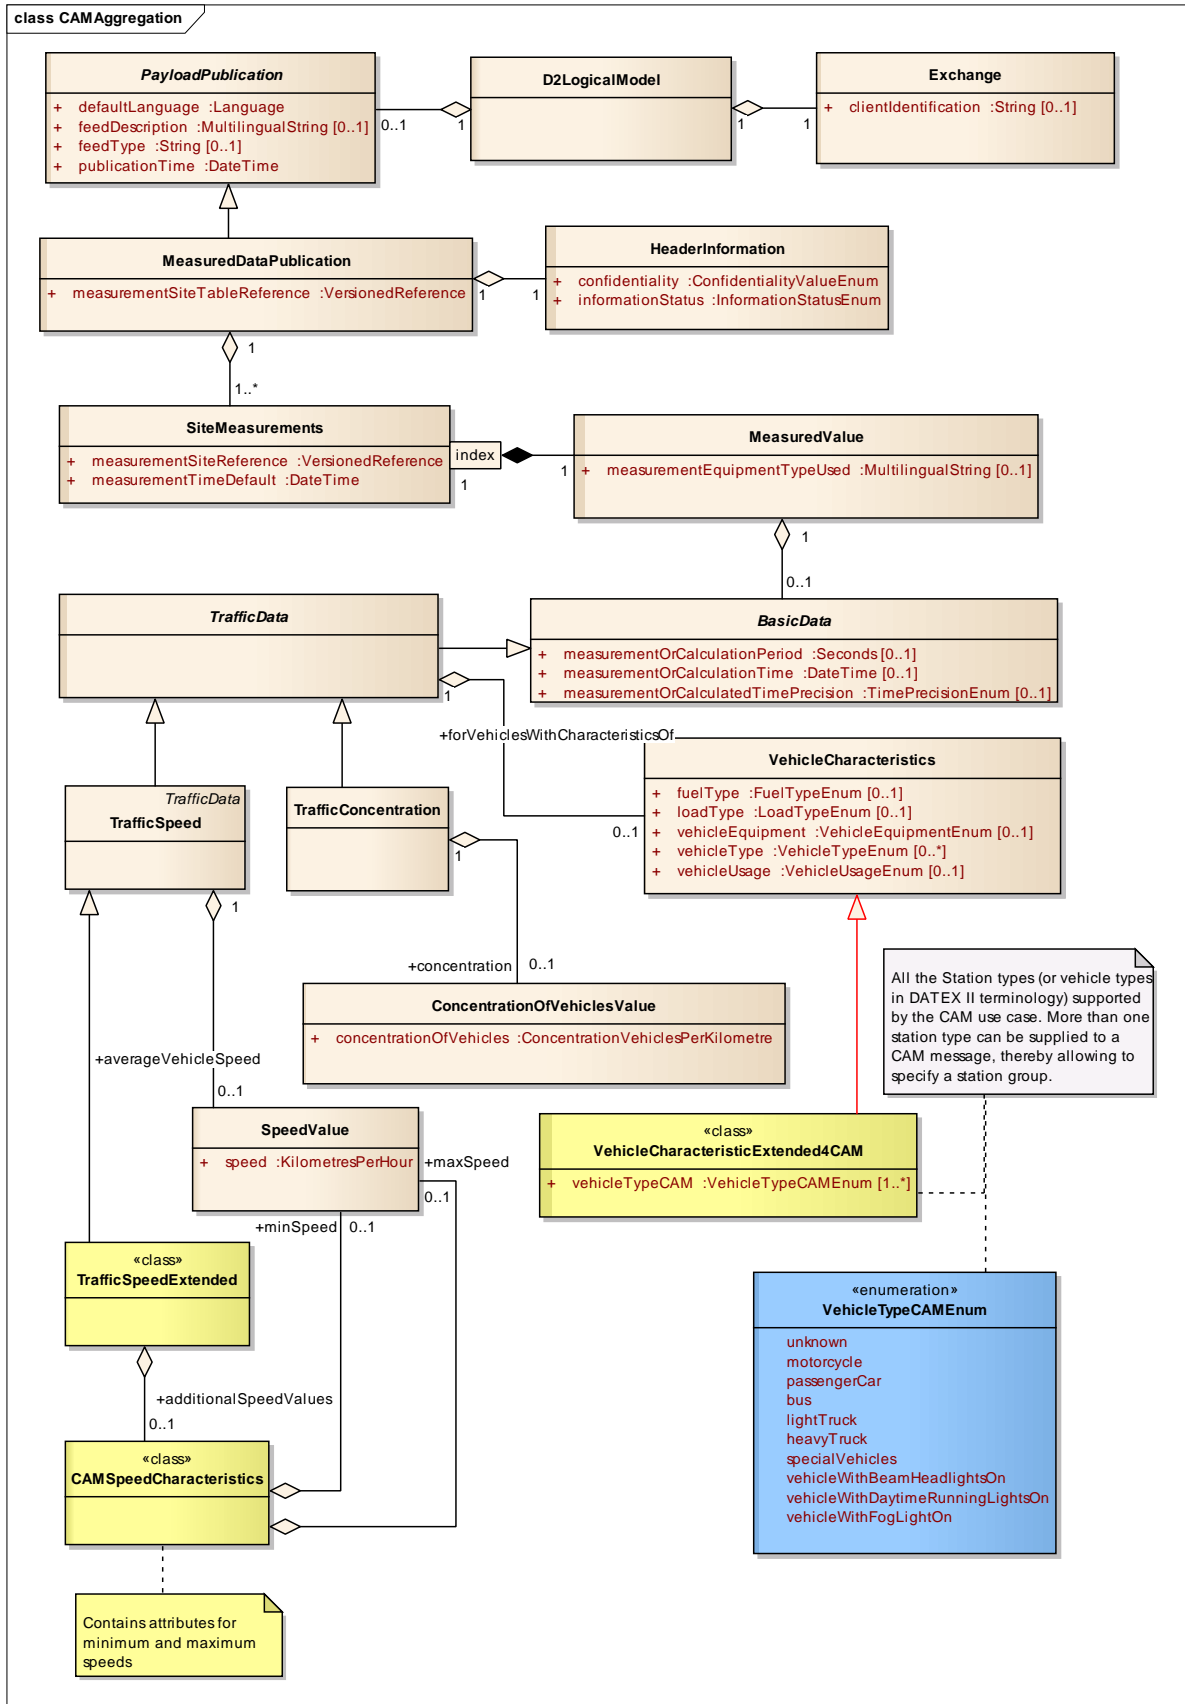 class CAMAggregation
PayloadPublication
+ defaultLanguage :Language
+ feedDescription :MultilingualString [0..1]
+ feedType :String [0..1]
+ publicationTime :DateTime
0..1
1
D2LogicalModel
1
1
Exchange
+ clientIdentification :String [0..1]
MeasuredDataPublication
+ measurementSiteTableReference :VersionedReference
1
1
HeaderInformation
+ confidentiality :ConfidentialityValueEnum
+ informationStatus :InformationStatusEnum
1
1..*
SiteMeasurements
+ measurementSiteReference :VersionedReference
+ measurementTimeDefault :DateTime
index
1
1
MeasuredValue
+ measurementEquipmentTypeUsed :MultilingualString [0..1]
1
0..1
TrafficData
1
BasicData
+ measurementOrCalculationPeriod :Seconds [0..1]
+ measurementOrCalculationTime :DateTime [0..1]
+ measurementOrCalculatedTimePrecision :TimePrecisionEnum [0..1]
+forVehiclesWithCharacteristicsOf
0..1
VehicleCharacteristics
+ fuelType :FuelTypeEnum [0..1]
+ loadType :LoadTypeEnum [0..1]
+ vehicleEquipment :VehicleEquipmentEnum [0..1]
+ vehicleType :VehicleTypeEnum [0..*]
+ vehicleUsage :VehicleUsageEnum [0..1]
TrafficData
TrafficSpeed
1
TrafficConcentration
1
+concentration
0..1
ConcentrationOfVehiclesValue
+ concentrationOfVehicles :ConcentrationVehiclesPerKilometre
All the Station types (or vehicle types
in DATEX II terminology) supported
by the CAM use case. More than one
station type can be supplied to a
CAM message, thereby allowing to
specify a station group.
+averageVehicleSpeed
0..1
SpeedValue
+ speed :KilometresPerHour
+maxSpeed
0..1
+minSpeed
0..1
«class»
VehicleCharacteristicExtended4CAM
+ vehicleTypeCAM :VehicleTypeCAMEnum [1..*]
«class»
TrafficSpeedExtended
+additionalSpeedValues
0..1
«class»
CAMSpeedCharacteristics
«enumeration»
VehicleTypeCAMEnum
unknown
motorcycle
passengerCar
bus
lightTruck
heavyTruck
specialVehicles
vehicleWithBeamHeadlightsOn
vehicleWithDaytimeRunningLightsOn
vehicleWithFogLightOn
Contains attributes for
minimum and maximum
speeds